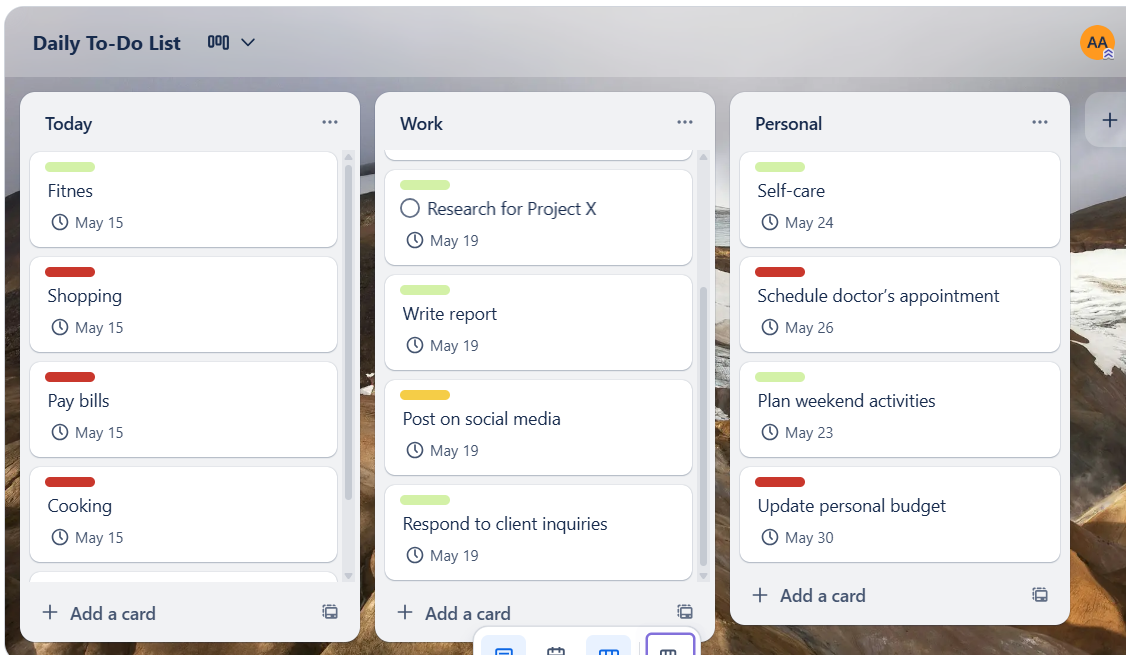 Daily To-Do List
AA
Today
Fitnes
May 15
Shopping
May 15
Pay bills
May 15
Cooking
May 15
+ Add a card
Work
Research for Project X
May 19
Write report
May 19
Post on social media
May 19
Respond to client inquiries
May 19
+ Add a card
Personal
Self-care
May 24
Schedule doctor’s appointment
May 26
Plan weekend activities
May 23
Update personal budget
May 30
+ Add a card